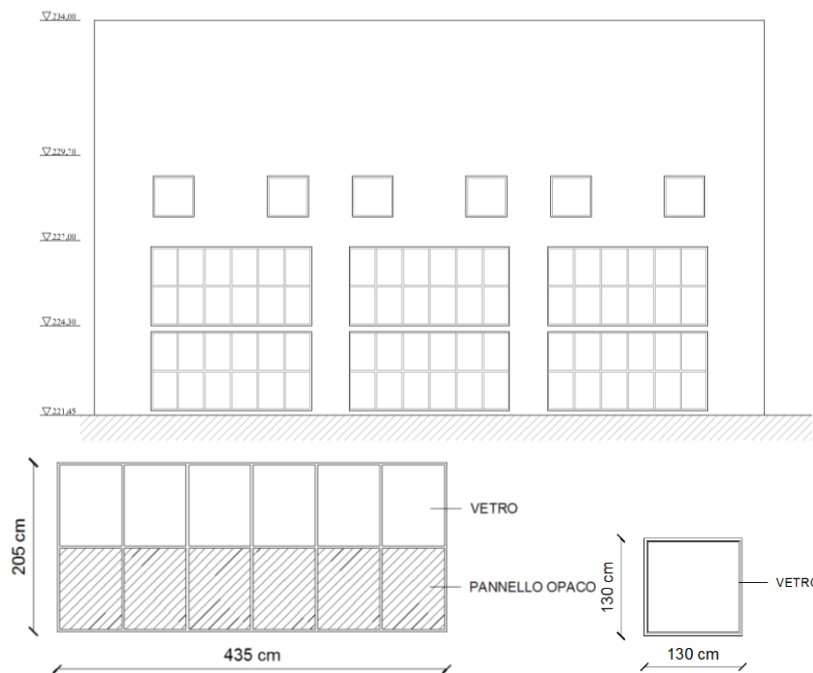 234,00
229,70
227,00
224,30
221,45
VETRO
PANNELLO OPACO
205 cm
435 cm
130 cm
VETRO
130 cm